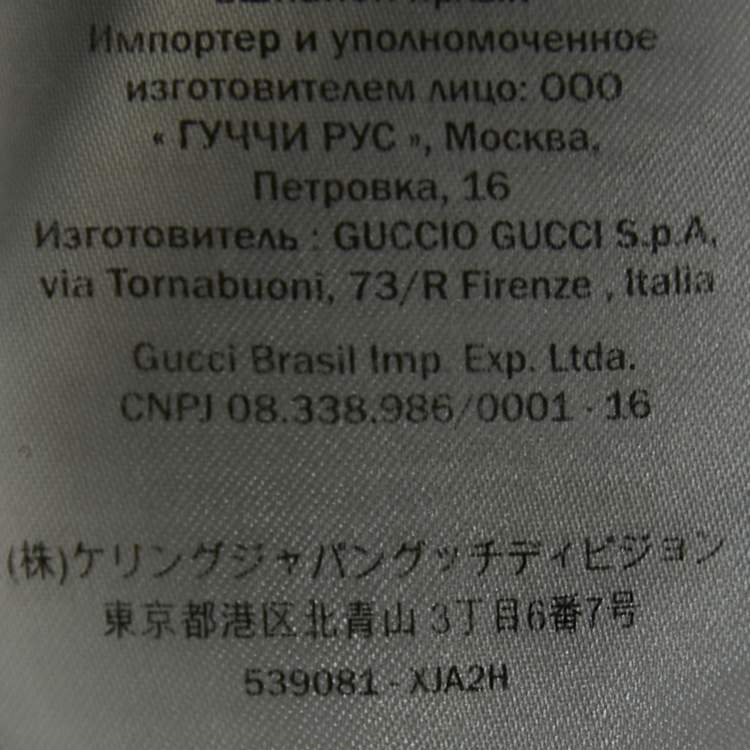 Импортер и уполномоченное
изготовителем лицо: ООО
« ГУЧЧИ РУС », Москва,
Петровка, 16
Изготовитель : GUCCIO GUCCI S.p.A,
via Tornabuoni, 73/R Firenze , Italia
Gucci Brasil Imp Exp. Ltda.
CNPJ 08.338.986/0001 - 16
(株)ケリングジャパングッチディビジョン
東京都港区北青山 3丁目6番7号
539081 - XJA2H